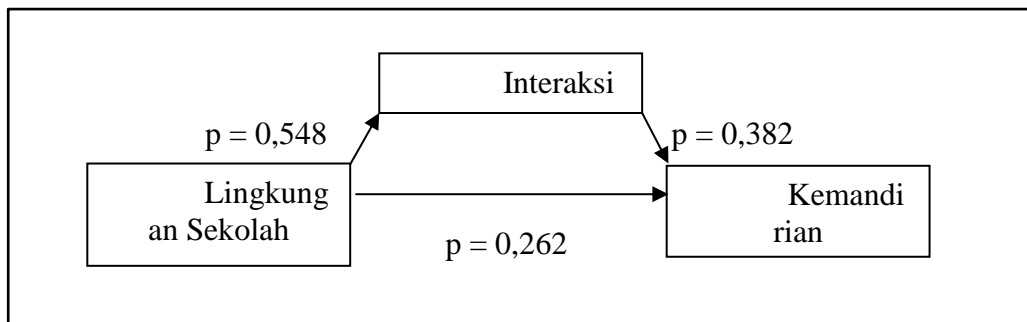 Interaksi
p = 0,548
p = 0,382
Lingkung
an Sekolah
Kemandi
rian
p = 0,262